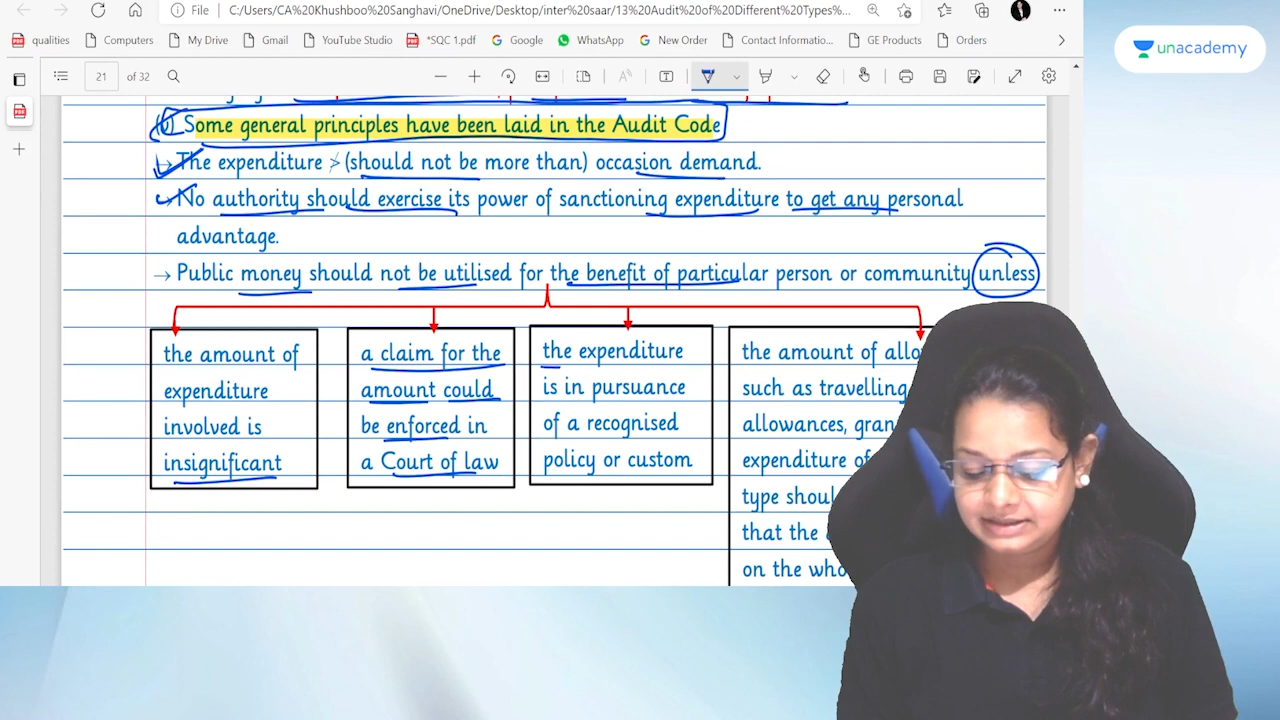 File
C:/Users/CA%20Khushboo%20Sanghavi/OneDrive/Desktop/inter%20saar/13%20Audit%20of%20Different%20Types%...
qualities Computers My Drive Gmail YouTube Studio *SQC 1.pdf Google WhatsApp New Order Contact Informatio... GE Products Orders
unacademy
21 of 32
(b) Some general principles have been laid in the Audit Code
→ The expenditure ≯ (should not be more than) occasion demand.
→ No authority should exercise its power of sanctioning expenditure to get any personal
advantage.
→ Public money should not be utilised for the benefit of particular person or community unless
the amount of
expenditure
involved is
insignificant
a claim for the
amount could
be enforced in
a Court of law
the expenditure
is in pursuance
of a recognised
policy or custom
the amount of
such as travelling
allowances,
expenditure of
type
that the
on the